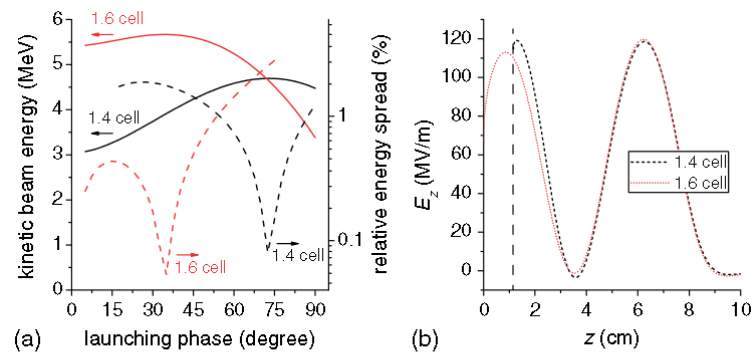 1.6 cell
1.4 cell
1.6 cell
1.4 cell
kinetic beam energy (MeV)
0
1
2
3
4
5
6
relative energy spread (%)
0.1
1
0 15 30 45 60 75 90
launching phase (degree)
(a)
E_z (MV/m)
0
20
40
60
80
100
120
1.4 cell
1.6 cell
0 2 4 6 8 10
z (cm)
(b)